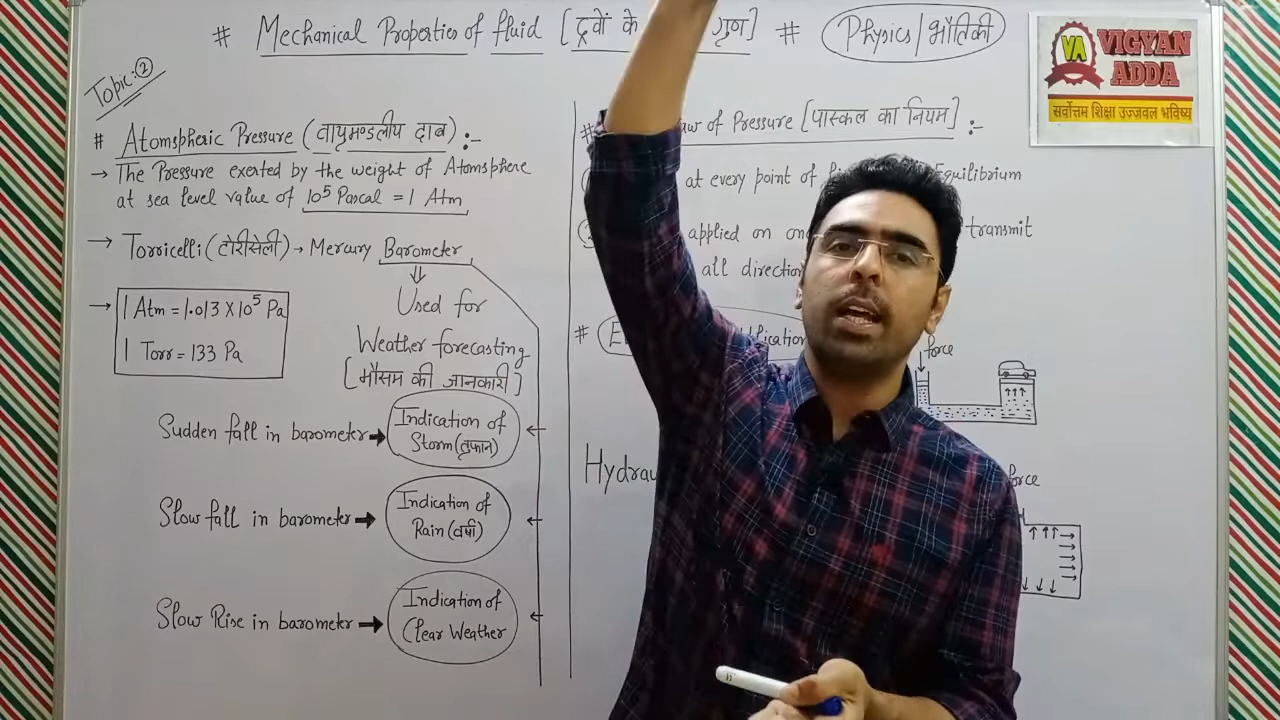 # Mechanical Properties of fluid [द्रवों के गुण] # Physics/भौतिकी
VIGYAN
ADDA
VA
सर्वोत्तम शिक्षा उज्जवल भविष्य
Topic:②
# Atomspheric Pressure (वायुमण्डलीय दाब) :-
→ The Pressure exerted by the weight of Atomsphere
at sea level value of 10⁵ Pascal = 1 Atm
→ Torricelli (टोरीसेली) → Mercury Barometer
⇓
Used for
Weather forecasting
[मौसम की जानकारी]
→ 1 Atm = 1.013 X 10⁵ Pa
1 Torr = 133 Pa
Sudden fall in barometer → Indication of
Storm (तुफान)
Slow fall in barometer → Indication of
Rain (वर्षा)
Slow Rise in barometer → Indication of
Clear Weather
# Law of Pressure [पास्कल का नियम] :-
at every point of Equilibrium
applied on transmit
all direction
#
force
Hydrau
force